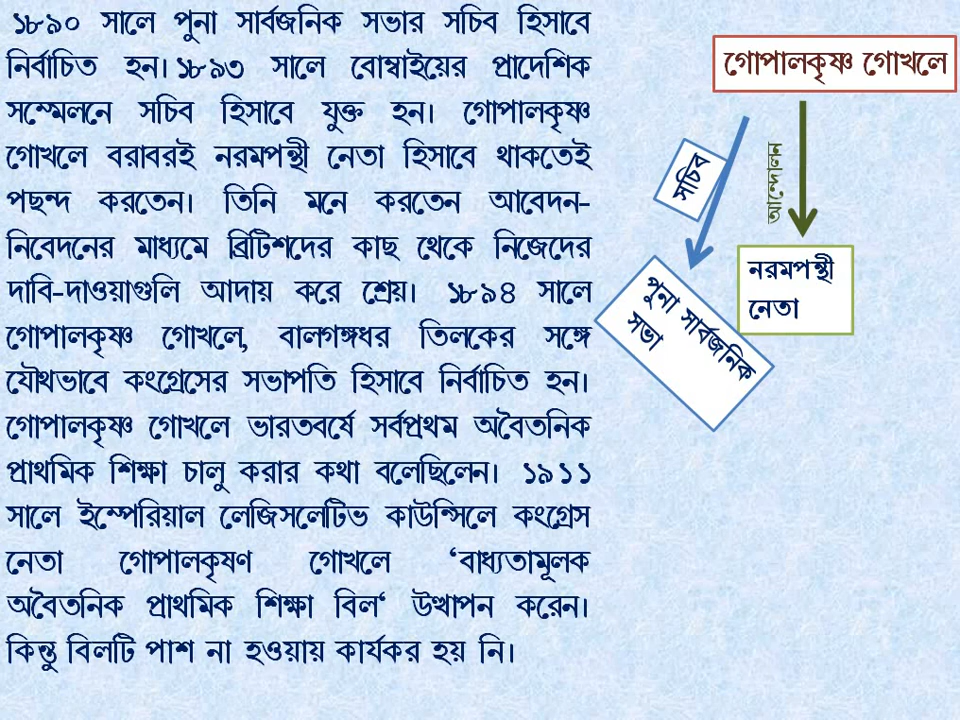 ১৮৯০ সালে পুনা সার্বজনিক সভার সচিব হিসাবে
নির্বাচিত হন। ১৮৯৩ সালে বোম্বাইয়ের প্রাদেশিক
সম্মেলনে সচিব হিসাবে যুক্ত হন। গোপালকৃষ্ণ
গোখলে বরাবরই নরমপন্থী নেতা হিসাবে থাকতেই
পছন্দ করতেন। তিনি মনে করতেন আবেদন-
নিবেদনের মাধ্যমে ব্রিটিশদের কাছ থেকে নিজেদের
দাবি-দাওয়াগুলি আদায় করে শ্রেয়। ১৮৯৪ সালে
গোপালকৃষ্ণ গোখলে, বালগঙ্গধর তিলকের সঙ্গে
যৌথভাবে কংগ্রেসের সভাপতি হিসাবে নির্বাচিত হন।
গোপালকৃষ্ণ গোখলে ভারতবর্ষে সর্বপ্রথম অবৈতনিক
প্রাথমিক শিক্ষা চালু করার কথা বলেছিলেন। ১৯১১
সালে ইম্পেরিয়াল লেজিসলেটিভ কাউন্সিলে কংগ্রেস
নেতা গোপালকৃষণ গোখলে ‘বাধ্যতামূলক
অবৈতনিক প্রাথমিক শিক্ষা বিল‘ উত্থাপন করেন।
কিন্তু বিলটি পাশ না হওয়ায় কার্যকর হয় নি।
গোপালকৃষ্ণ গোখলে
সচিব
আন্দোলন
পুনা সার্বজনিক
সভা
নরমপন্থী
নেতা